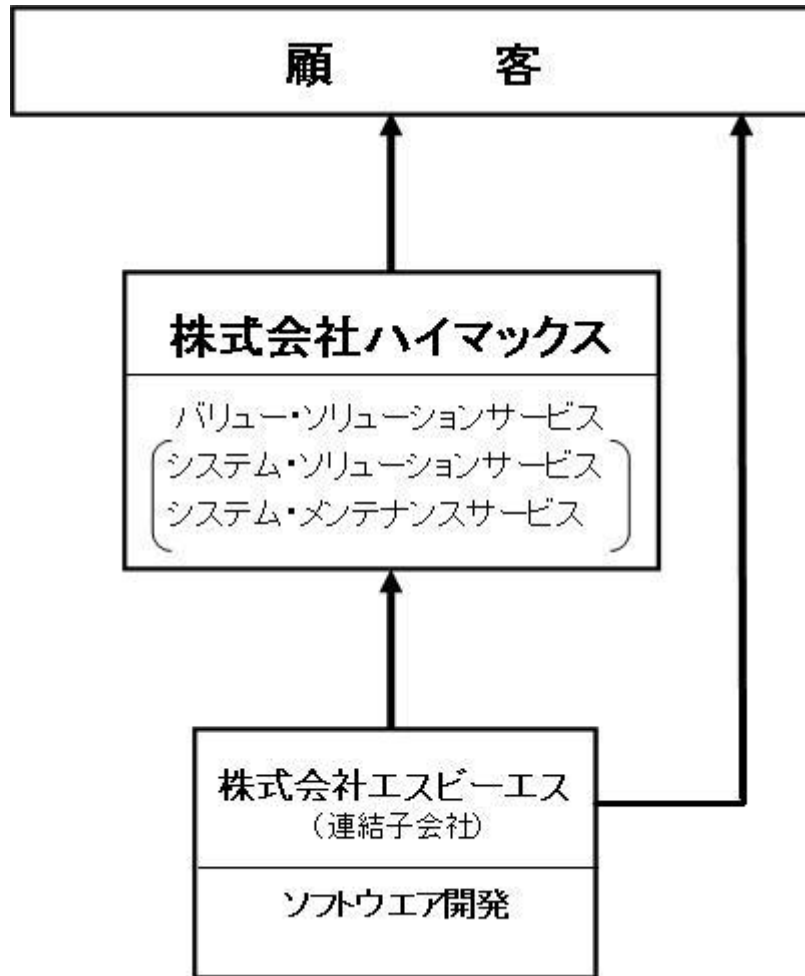 顧 客
株式会社ハイマックス
バリュー・ソリューションサービス
システム・ソリューションサービス
システム・メンテナンスサービス
株式会社エスビーエス
(連結子会社)
ソフトウエア開発